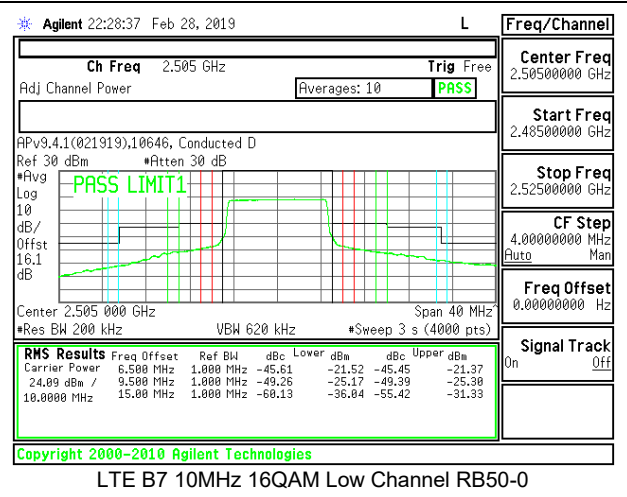 Agilent 22:28:37 Feb 28, 2019 L
Freq/Channel
Ch Freq 2.505 GHz Trig Free
Adj Channel Power Averages: 10 PASS
APv9.4.1(021919),10646, Conducted D
Ref 30 dBm #Atten 30 dB
#Avg
Log
10
dB/
Offst
16.1
dB
PASS LIMIT1
Center 2.505 000 GHz Span 40 MHz^
#Res BW 200 kHz VBW 620 kHz #Sweep 3 s (4000 pts)
RMS Results Freq Offset Ref BW dBc Lower dBm dBc Upper dBm
Carrier Power 6.500 MHz 1.000 MHz -45.61 -21.52 -45.45 -21.37
24.09 dBm / 9.500 MHz 1.000 MHz -49.26 -25.17 -49.39 -25.30
10.0000 MHz 15.00 MHz 1.000 MHz -60.13 -36.04 -55.42 -31.33
Center Freq
2.50500000 GHz
Start Freq
2.48500000 GHz
Stop Freq
2.52500000 GHz
CF Step
4.00000000 MHz
Auto Man
Freq Offset
0.00000000 Hz
Signal Track
On Off
Copyright 2000-2010 Agilent Technologies
LTE B7 10MHz 16QAM Low Channel RB50-0